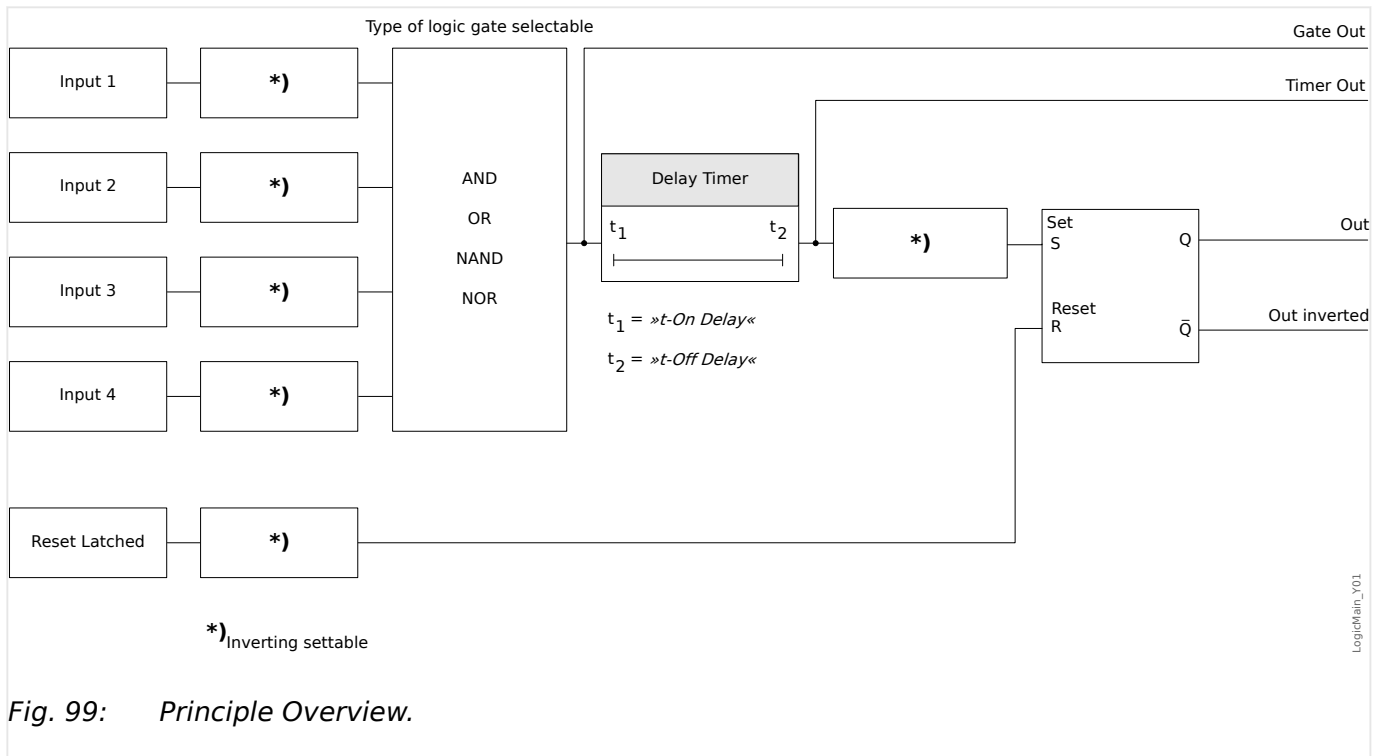 Type of logic gate selectable
Gate Out
Timer Out
Input 1
*)
Input 2
*)
Input 3
*)
Input 4
*)
AND
OR
NAND
NOR
Delay Timer
t1
t2
t1 = »t-On Delay«
t2 = »t-Off Delay«
*)
Set
S
Q
Out
Reset
R
Q̅
Out inverted
Reset Latched
*)
*)Inverting settable
LogicMain_Y01
Fig. 99: Principle Overview.